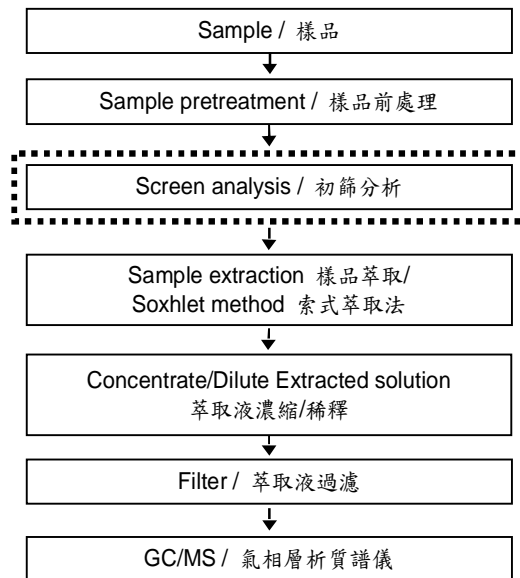 Sample / 樣品
Sample pretreatment / 樣品前處理
Screen analysis / 初篩分析
Sample extraction 樣品萃取/
Soxhlet method 索式萃取法
Concentrate/Dilute Extracted solution
萃取液濃縮/稀釋
Filter / 萃取液過濾
GC/MS / 氣相層析質譜儀